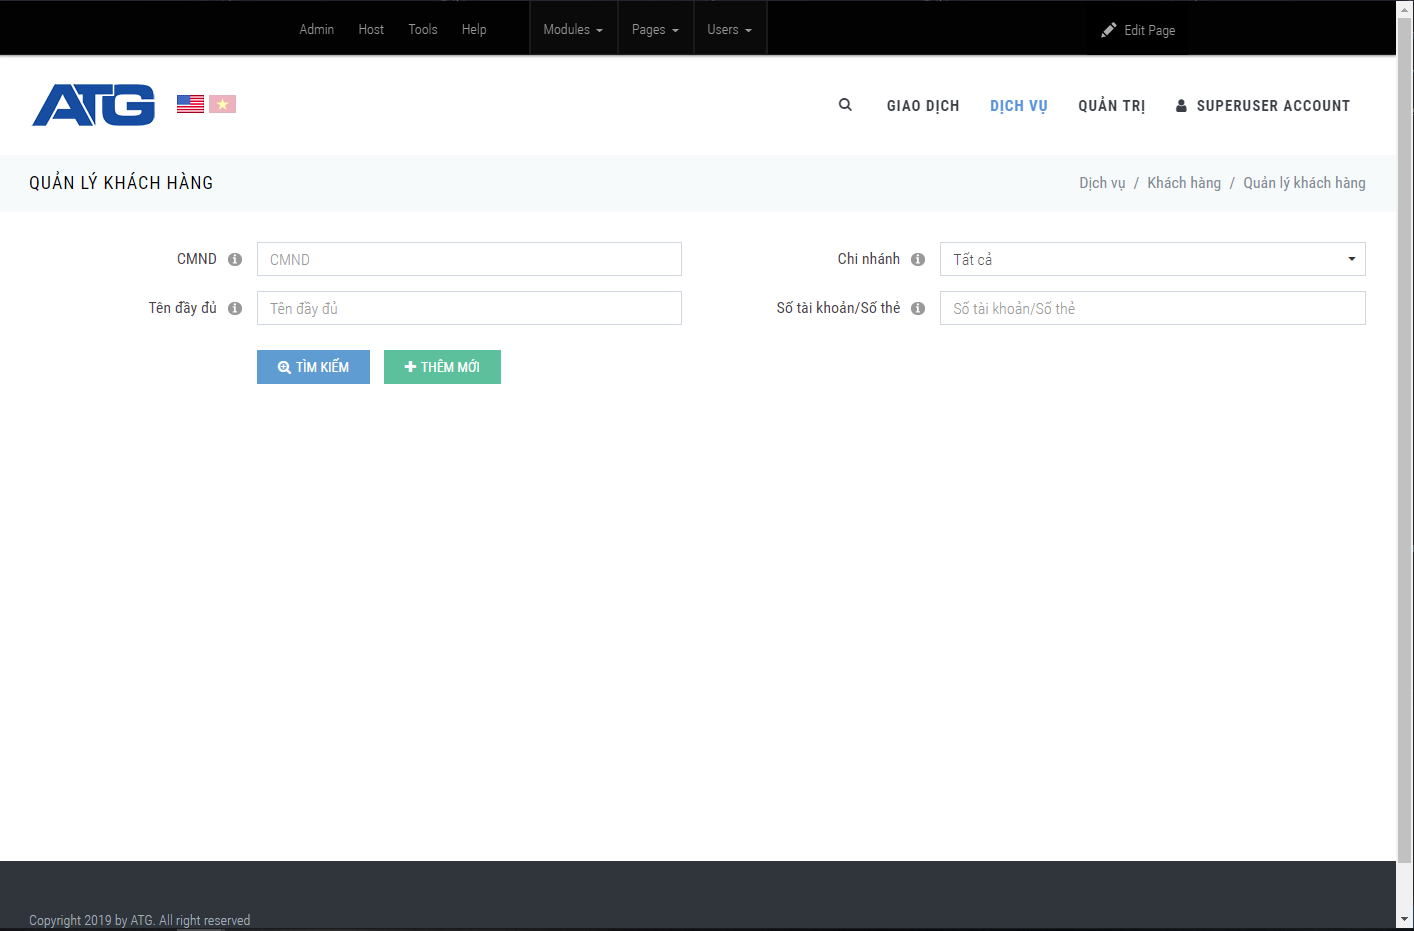 Admin Host Tools Help Modules Pages Users Edit Page
ATG GIAO DỊCH DỊCH VỤ QUẢN TRỊ SUPERUSER ACCOUNT
QUẢN LÝ KHÁCH HÀNG Dịch vụ / Khách hàng / Quản lý khách hàng
CMND CMND Chi nhánh Tất cả
Tên đầy đủ Tên đầy đủ Số tài khoản/Số thẻ Số tài khoản/Số thẻ
TÌM KIẾM THÊM MỚI
Copyright 2019 by ATG. All right reserved